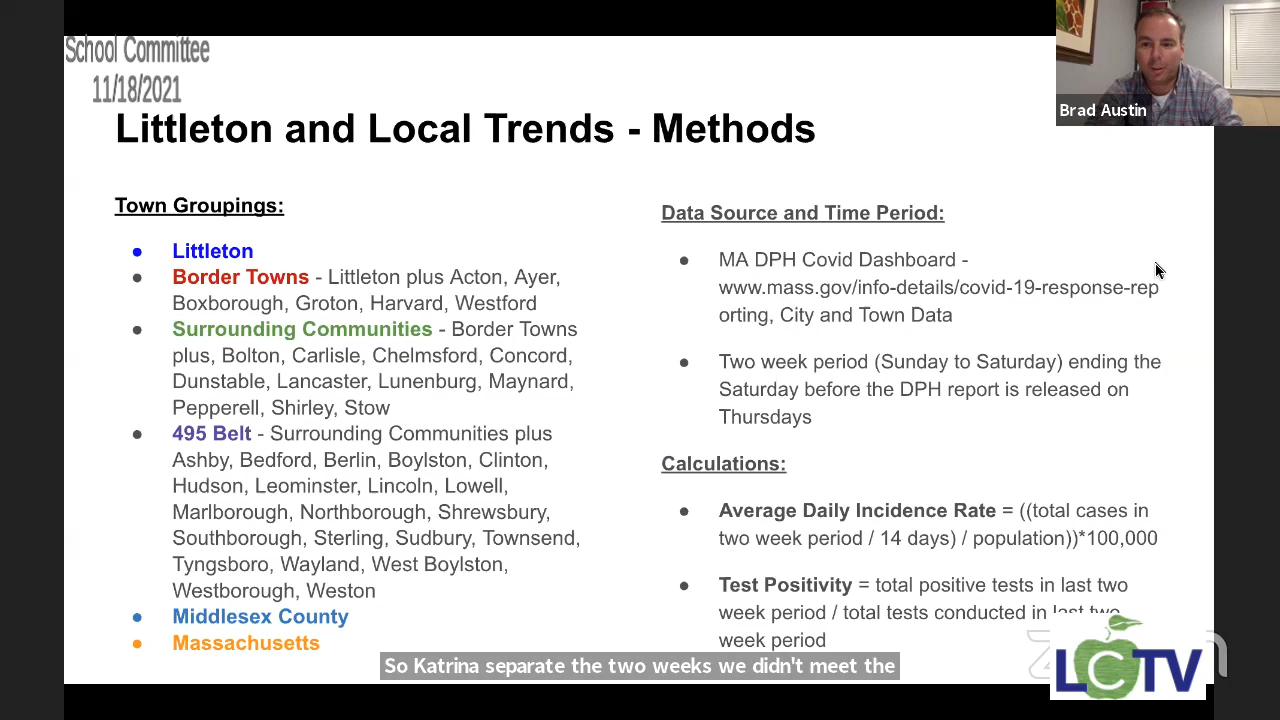 School Committee
11/18/2021
Brad Austin
Littleton and Local Trends - Methods
Town Groupings:
● Littleton
● Border Towns - Littleton plus Acton, Ayer,
Boxborough, Groton, Harvard, Westford
● Surrounding Communities - Border Towns
plus, Bolton, Carlisle, Chelmsford, Concord,
Dunstable, Lancaster, Lunenburg, Maynard,
Pepperell, Shirley, Stow
● 495 Belt - Surrounding Communities plus
Ashby, Bedford, Berlin, Boylston, Clinton,
Hudson, Leominster, Lincoln, Lowell,
Marlborough, Northborough, Shrewsbury,
Southborough, Sterling, Sudbury, Townsend,
Tyngsboro, Wayland, West Boylston,
Westborough, Weston
● Middlesex County
● Massachusetts
Data Source and Time Period:
● MA DPH Covid Dashboard -
www.mass.gov/info-details/covid-19-response-rep
orting, City and Town Data
● Two week period (Sunday to Saturday) ending the
Saturday before the DPH report is released on
Thursdays
Calculations:
● Average Daily Incidence Rate = ((total cases in
two week period / 14 days) / population))*100,000
● Test Positivity = total positive tests in last two
week period / total tests conducted in last two
week period
So Katrina separate the two weeks we didn't meet the
LCTV